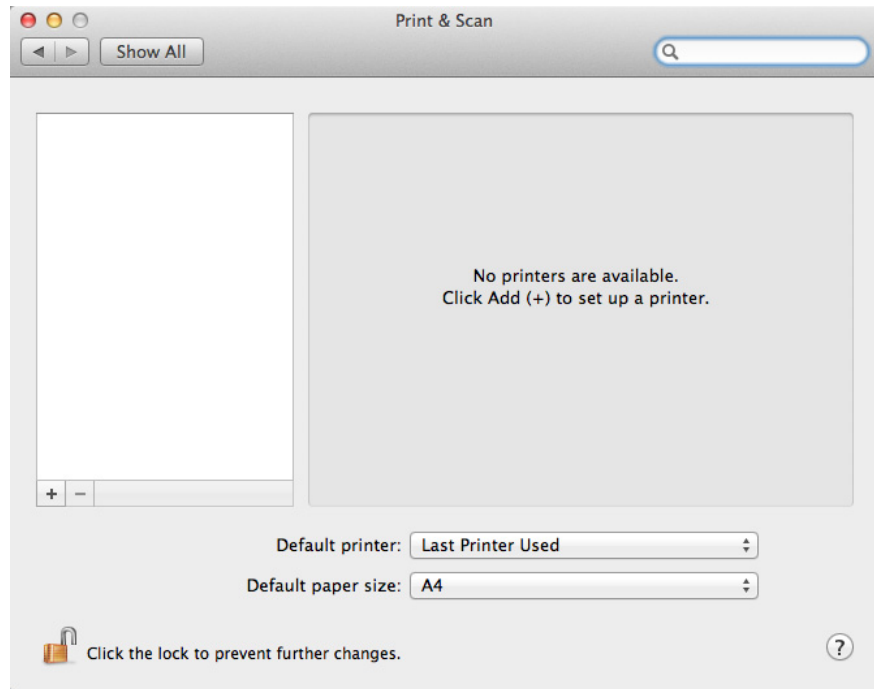 Print & Scan
Show All
No printers are available.
Click Add (+) to set up a printer.
+ −
Default printer: Last Printer Used
Default paper size: A4
Click the lock to prevent further changes.
?